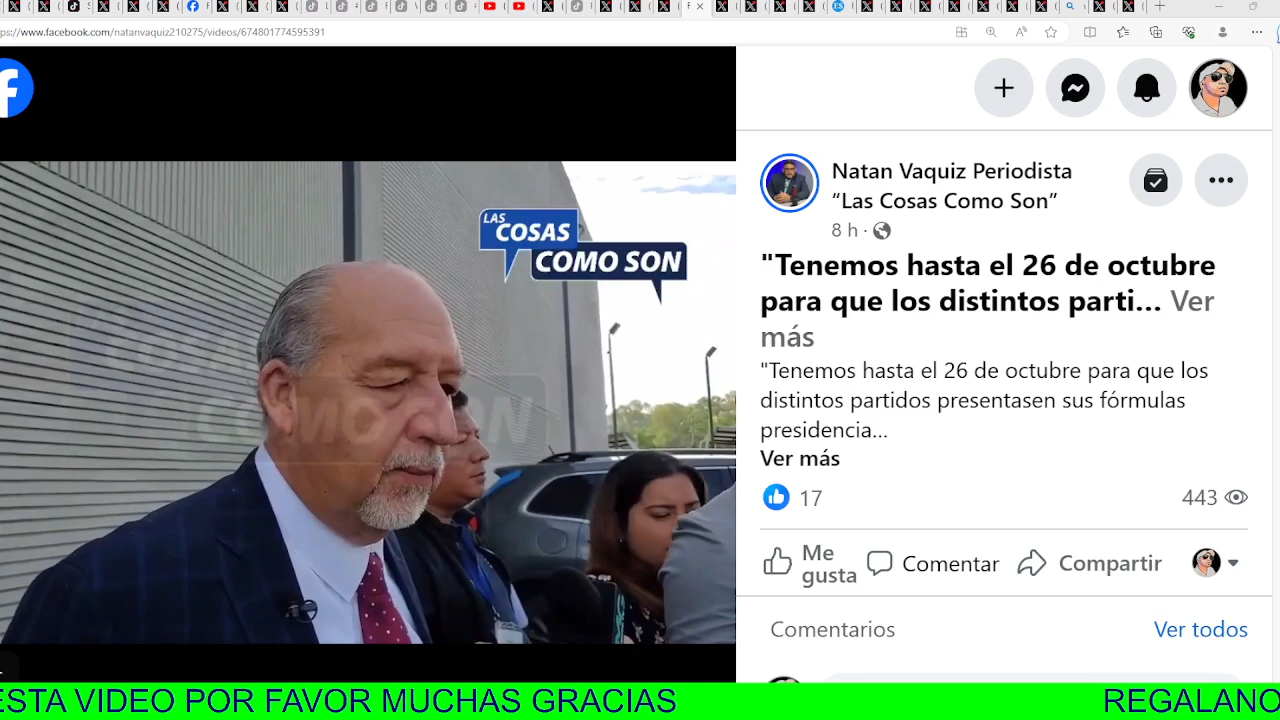 https://www.facebook.com/natanvaquiz210275/videos/674801774595391
LAS
COSAS
COMO SON
COMO SON
Natan Vaquiz Periodista
“Las Cosas Como Son”
8 h
"Tenemos hasta el 26 de octubre
para que los distintos parti... Ver
más
"Tenemos hasta el 26 de octubre para que los
distintos partidos presentasen sus fórmulas
presidencia...
Ver más
17
443
Me
gusta
Comentar
Compartir
Comentarios
Ver todos
ESTA VIDEO POR FAVOR MUCHAS GRACIAS
REGALANO